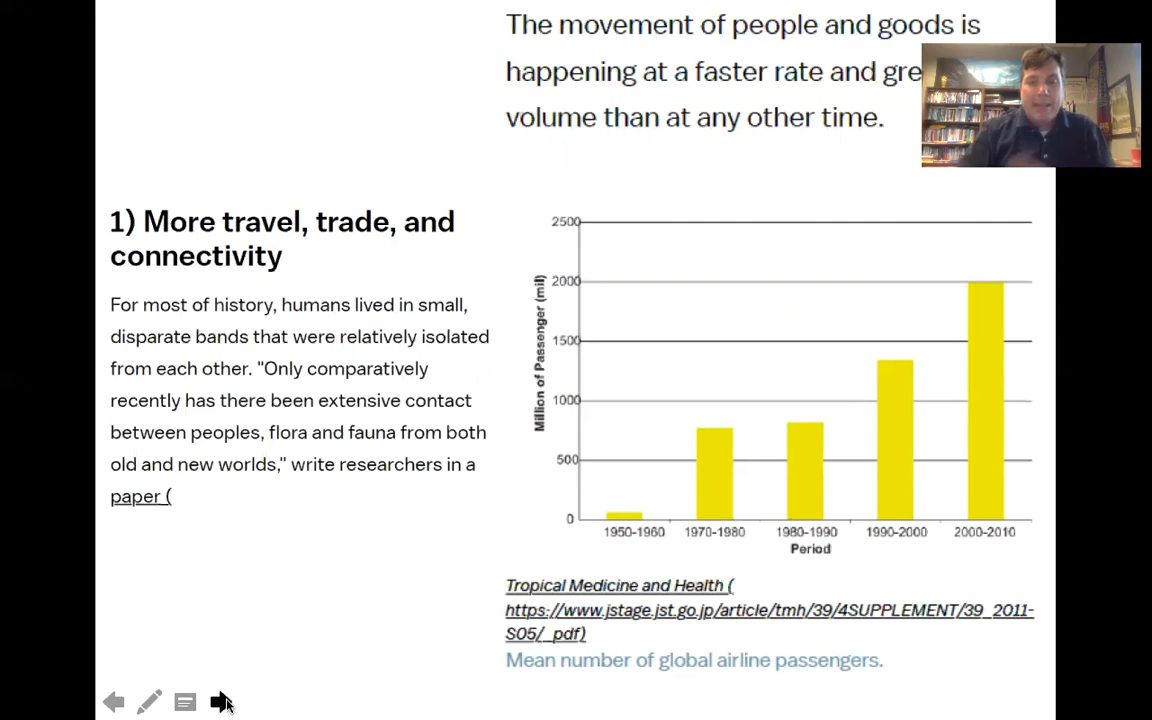 The movement of people and goods is
happening at a faster rate and gre
volume than at any other time.
1) More travel, trade, and
connectivity
For most of history, humans lived in small,
disparate bands that were relatively isolated
from each other. "Only comparatively
recently has there been extensive contact
between peoples, flora and fauna from both
old and new worlds," write researchers in a
paper (
Million of Passenger (mil)
2500
2000
1500
1000
500
0
1950-1960 1970-1980 1980-1990 1990-2000 2000-2010
Period
Tropical Medicine and Health (
https://www.jstage.jst.go.jp/article/tmh/39/4SUPPLEMENT/39_2011-
S05/_pdf)
Mean number of global airline passengers.